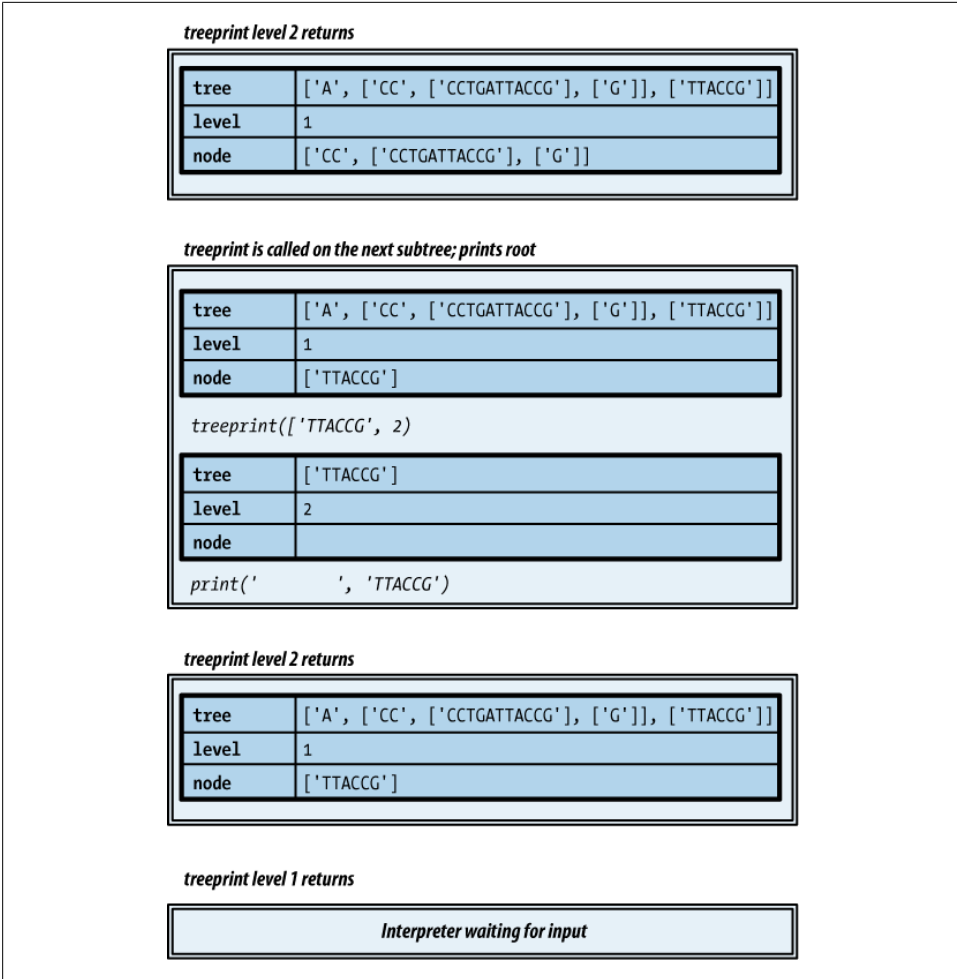 treeprint level 2 returns
tree ['A', ['CC', ['CCTGATTACCG'], ['G']], ['TTACCG']]
level 1
node ['CC', ['CCTGATTACCG'], ['G']]
treeprint is called on the next subtree; prints root
tree ['A', ['CC', ['CCTGATTACCG'], ['G']], ['TTACCG']]
level 1
node ['TTACCG']
treeprint(['TTACCG', 2)
tree ['TTACCG']
level 2
node
print('        ', 'TTACCG')
treeprint level 2 returns
tree ['A', ['CC', ['CCTGATTACCG'], ['G']], ['TTACCG']]
level 1
node ['TTACCG']
treeprint level 1 returns
Interpreter waiting for input